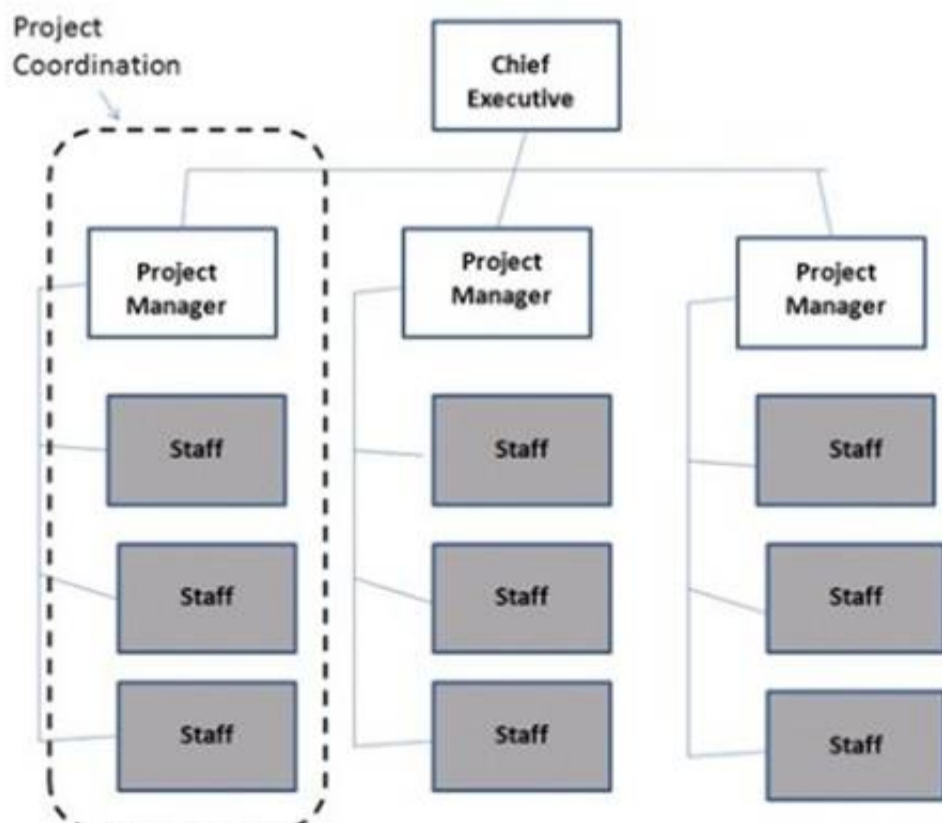 Project
Coordination
Chief
Executive
Project
Manager
Project
Manager
Project
Manager
Staff
Staff
Staff
Staff
Staff
Staff
Staff
Staff
Staff